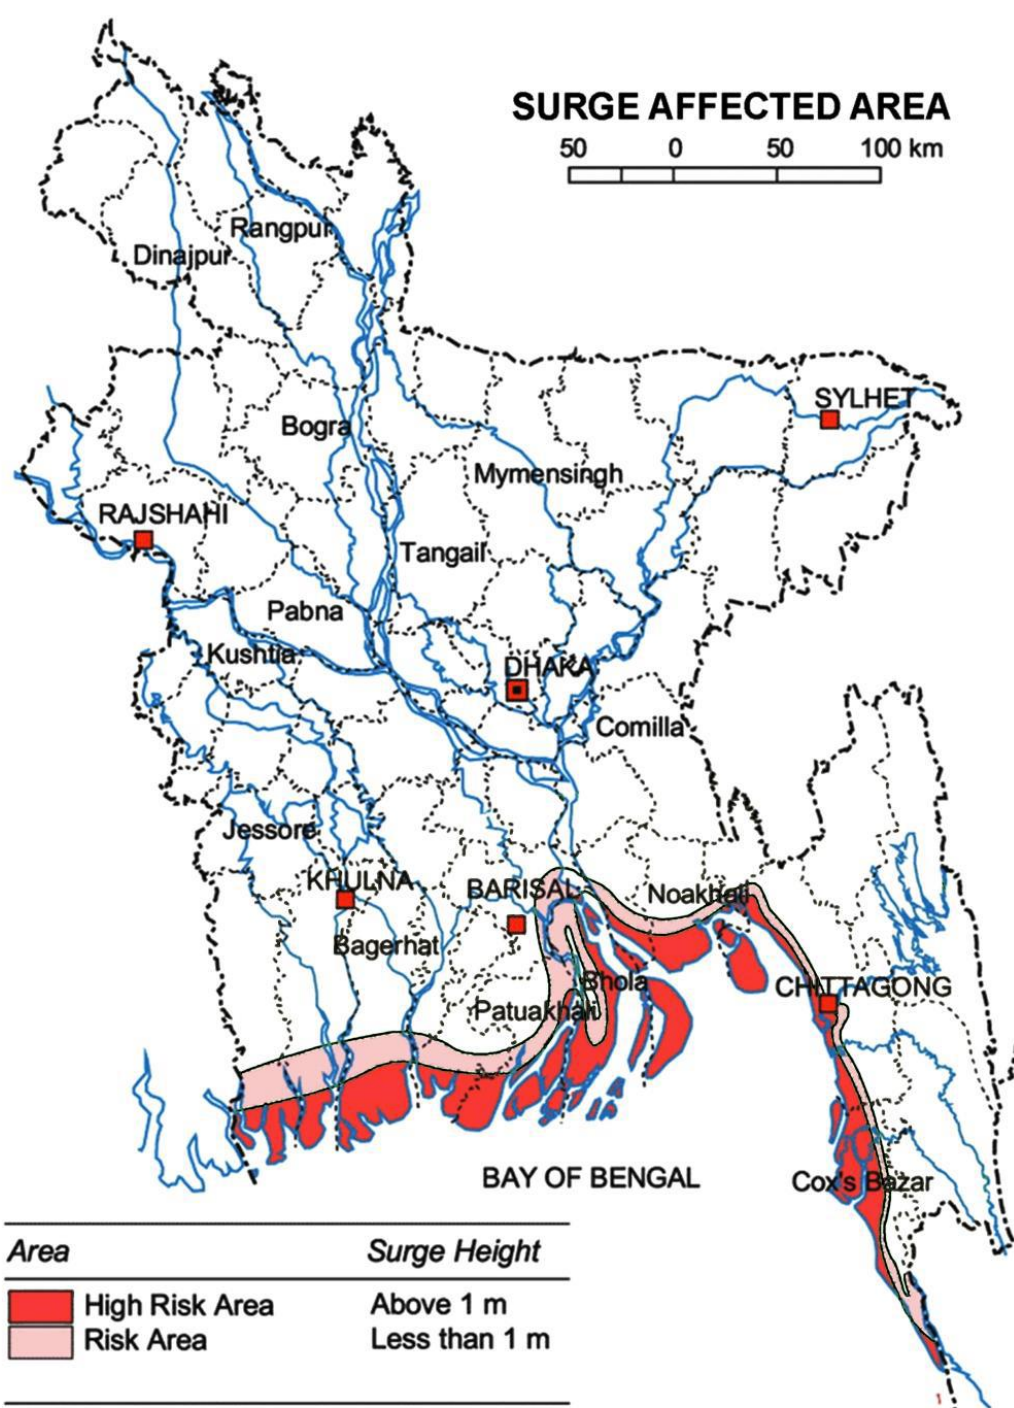 SURGE AFFECTED AREA
50 0 50 100 km
Rangpur
Dinajpur
SYLHET
Bogra
Mymensingh
RAJSHAHI
Tangail
Pabna
Kushtia
DHAKA
Comilla
Jessore
KHULNA
BARISAL
Noakhali
Bagerhat
Bhola
CHITTAGONG
Patuakhali
BAY OF BENGAL
Cox's Bazar
Area Surge Height
High Risk Area Above 1 m
Risk Area Less than 1 m